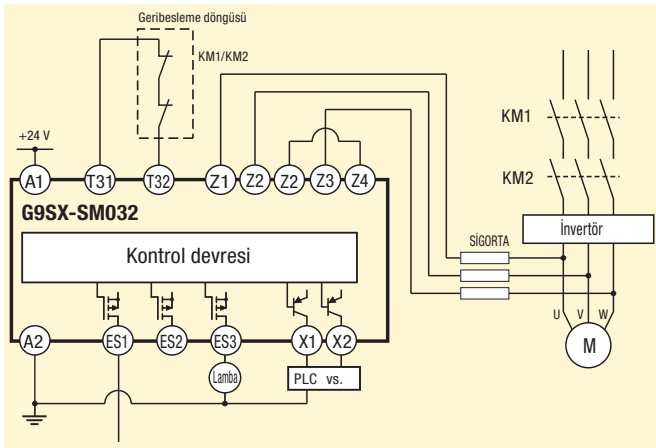 Geribesleme döngüsü
KM1/KM2
+24 V
KM1
KM2
A1 T31 T32 Z1 Z2 Z2 Z3 Z4
G9SX-SM032
Kontrol devresi
İnvertör
SİGORTA
U V W
M
A2 ES1 ES2 ES3 X1 X2
Lamba
PLC vs.